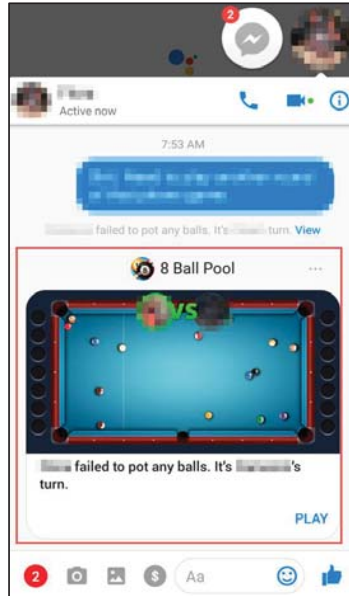 2
Active now
7:53 AM
failed to pot any balls. It's turn. View
8 Ball Pool
VS
failed to pot any balls. It's 's
turn.
PLAY
2 $ Aa